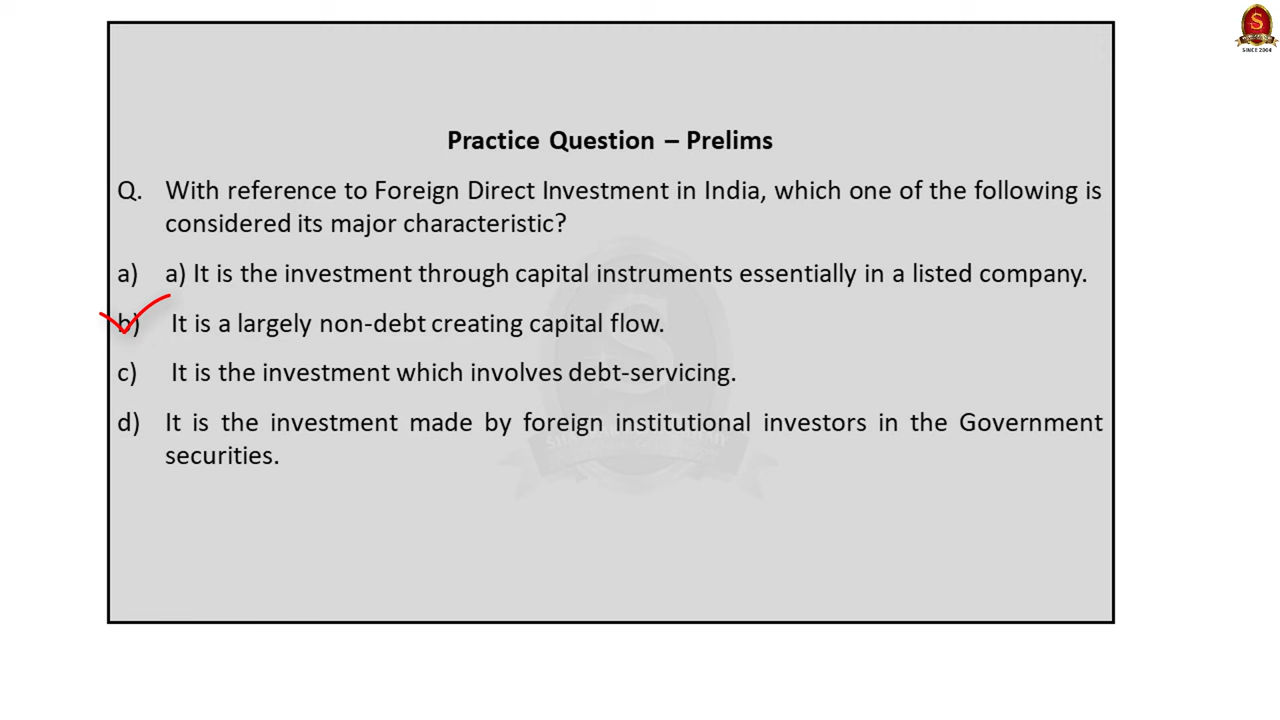 S
SINCE 2004
Practice Question – Prelims
Q. With reference to Foreign Direct Investment in India, which one of the following is
considered its major characteristic?
a) a) It is the investment through capital instruments essentially in a listed company.
b) It is a largely non-debt creating capital flow.
c) It is the investment which involves debt-servicing.
d) It is the investment made by foreign institutional investors in the Government
securities.